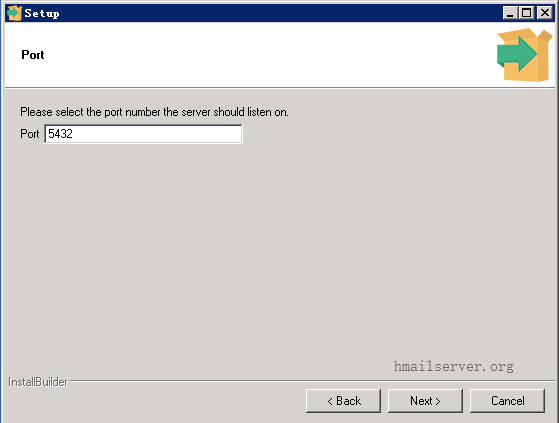 Setup
Port
Please select the port number the server should listen on.
Port 5432
hmailserver.org
InstallBuilder
< Back Next > Cancel